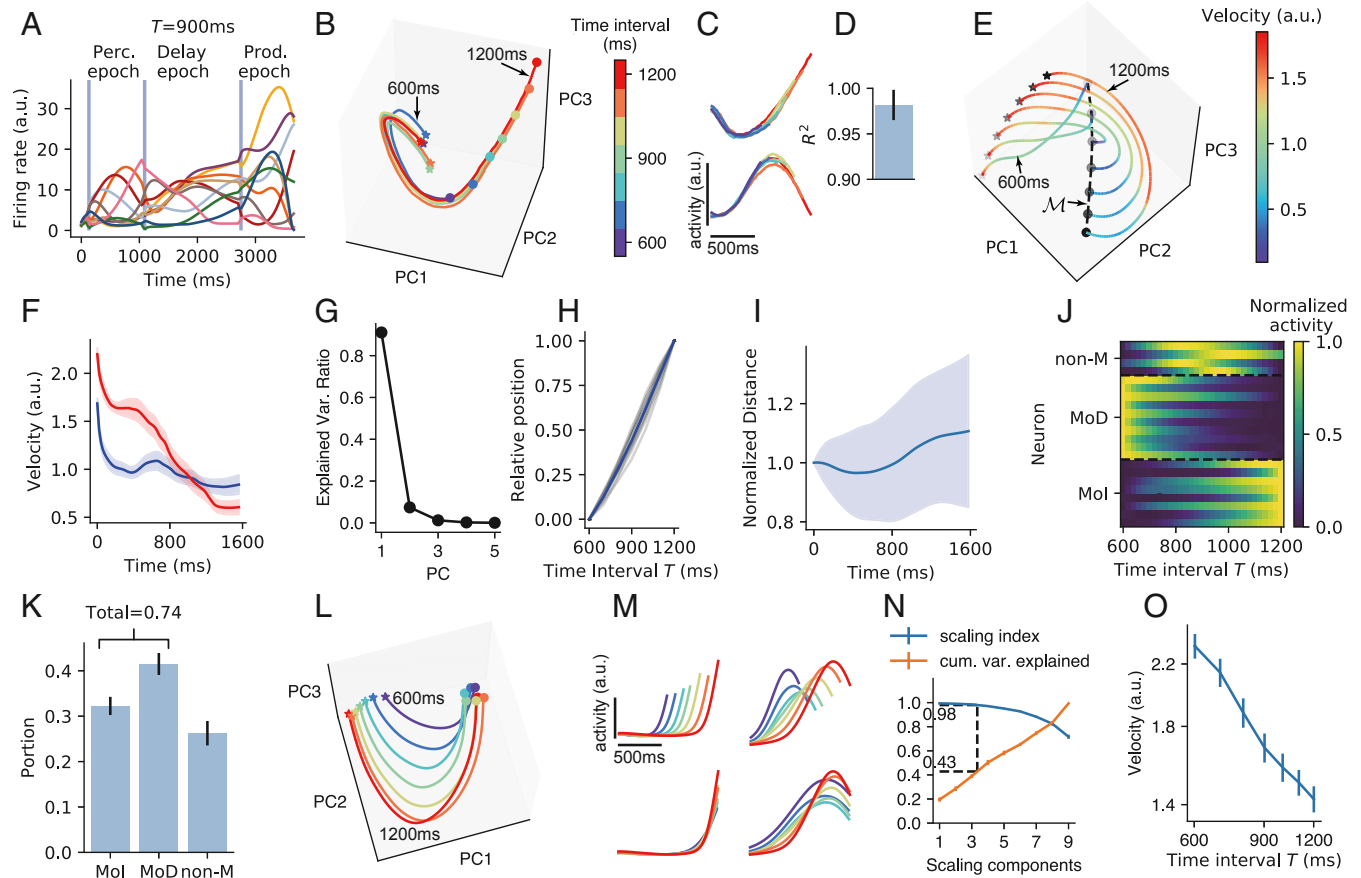 A
T=900ms
Perc. epoch
Delay epoch
Prod. epoch
Firing rate (a.u.)
30
20
10
0
0 1000 2000 3000
Time (ms)
B
600ms
1200ms
PC3
PC2
PC1
Time interval
(ms)
1200
900
600
C
activity (a.u.)
500ms
D
R²
1.00
0.95
0.90
E
1200ms
600ms
ℳ
PC3
PC1
PC2
Velocity (a.u.)
1.5
1.0
0.5
F
Velocity (a.u.)
2.0
1.5
1.0
0.5
0 800 1600
Time (ms)
G
Explained Var. Ratio
0.8
0.6
0.4
0.2
0.0
1 3 5
PC
H
Relative position
1.00
0.75
0.50
0.25
0.00
600 900 1200
Time Interval T (ms)
I
Normalized Distance
1.2
1.0
0.8
0 800 1600
Time (ms)
J
Normalized
activity
Neuron
non-M
MoD
MoI
1.0
0.5
0.0
600 800 1000 1200
Time interval T (ms)
K
Total=0.74
Portion
0.4
0.3
0.2
0.1
0.0
MoI MoD non-M
L
PC3
600ms
PC2
1200ms
PC1
M
activity (a.u.)
500ms
N
scaling index
cum. var. explained
1.0
0.98
0.8
0.6
0.43
0.4
0.2
0.0
1 3 5 7 9
Scaling components
O
Velocity (a.u.)
2.2
1.8
1.4
600 900 1200
Time interval T (ms)